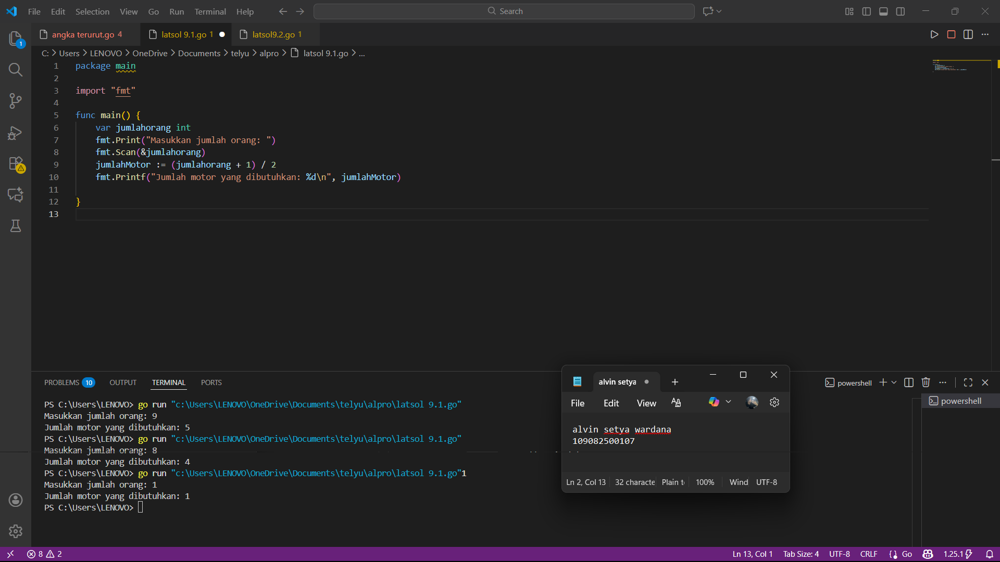 File Edit Selection View Go Run Terminal Help
Search
1
angka terurut.go 4
latsol 9.1.go 1
latsol9.2.go 1
C: > Users > LENOVO > OneDrive > Documents > telyu > alpro > latsol 9.1.go > ...
1 package main
2
3 import "fmt"
4
5 func main() {
6 var jumlahorang int
7 fmt.Print("Masukkan jumlah orang: ")
8 fmt.Scan(&jumlahorang)
9 jumlahMotor := (jumlahorang + 1) / 2
10 fmt.Printf("Jumlah motor yang dibutuhkan: %d\n", jumlahMotor)
11
12 }
13
PROBLEMS 10 OUTPUT TERMINAL PORTS
powershell
powershell
PS C:\Users\LENOVO> go run "c:\Users\LENOVO\OneDrive\Documents\telyu\alpro\latsol 9.1.go"
Masukkan jumlah orang: 9
Jumlah motor yang dibutuhkan: 5
PS C:\Users\LENOVO> go run "c:\Users\LENOVO\OneDrive\Documents\telyu\alpro\latsol 9.1.go"
Masukkan jumlah orang: 8
Jumlah motor yang dibutuhkan: 4
PS C:\Users\LENOVO> go run "c:\Users\LENOVO\OneDrive\Documents\telyu\alpro\latsol 9.1.go"1
Masukkan jumlah orang: 1
Jumlah motor yang dibutuhkan: 1
PS C:\Users\LENOVO>
alvin setya
File Edit View
alvin setya wardana
109082500107
Ln 2, Col 13 32 characte Plain t 100% Wind UTF-8
8 2
Ln 13, Col 1 Tab Size: 4 UTF-8 CRLF {} Go 1.25.1